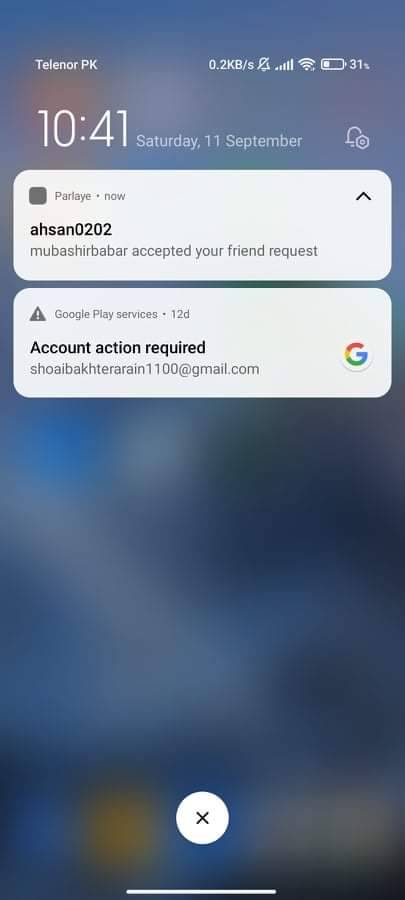 Telenor PK 0.2KB/s 31%
10:41 Saturday, 11 September
Parlaye • now
ahsan0202
mubashirbabar accepted your friend request
Google Play services • 12d
Account action required
shoaibakhterarain1100@gmail.com